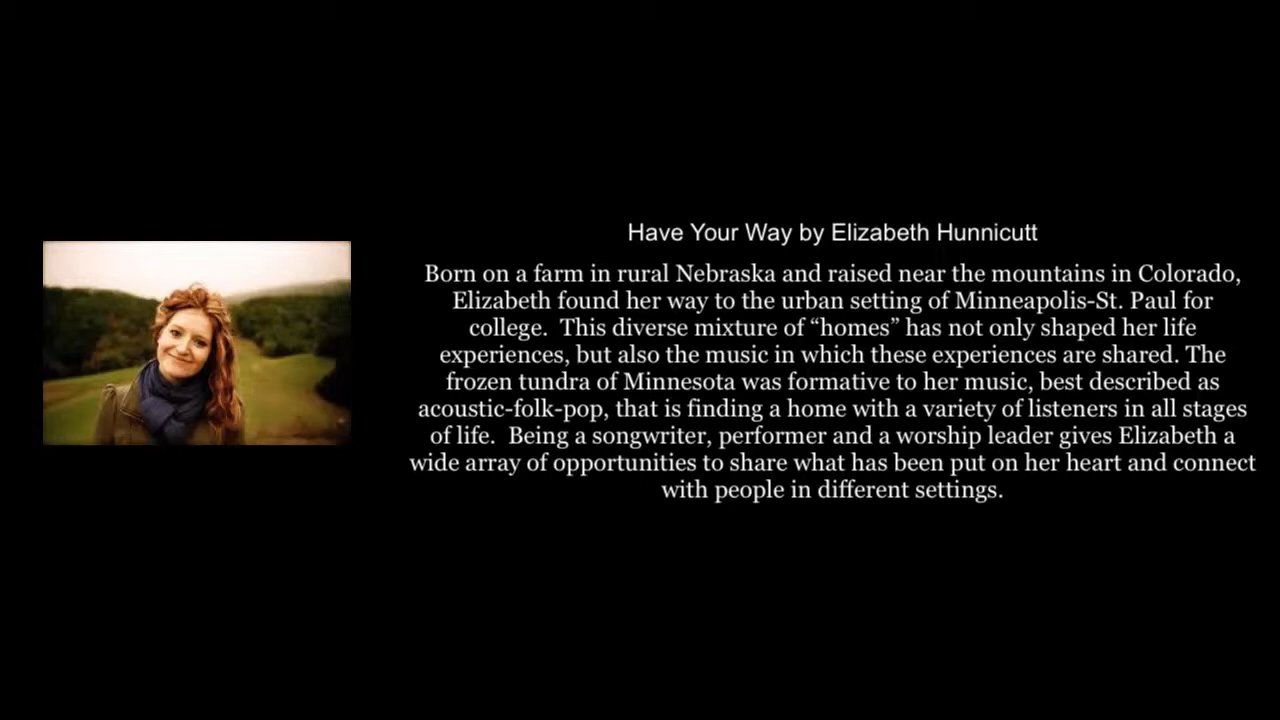 Have Your Way by Elizabeth Hunnicutt
Born on a farm in rural Nebraska and raised near the mountains in Colorado,
Elizabeth found her way to the urban setting of Minneapolis-St. Paul for
college.  This diverse mixture of “homes” has not only shaped her life
experiences, but also the music in which these experiences are shared. The
frozen tundra of Minnesota was formative to her music, best described as
acoustic-folk-pop, that is finding a home with a variety of listeners in all stages
of life.  Being a songwriter, performer and a worship leader gives Elizabeth a
wide array of opportunities to share what has been put on her heart and connect
with people in different settings.